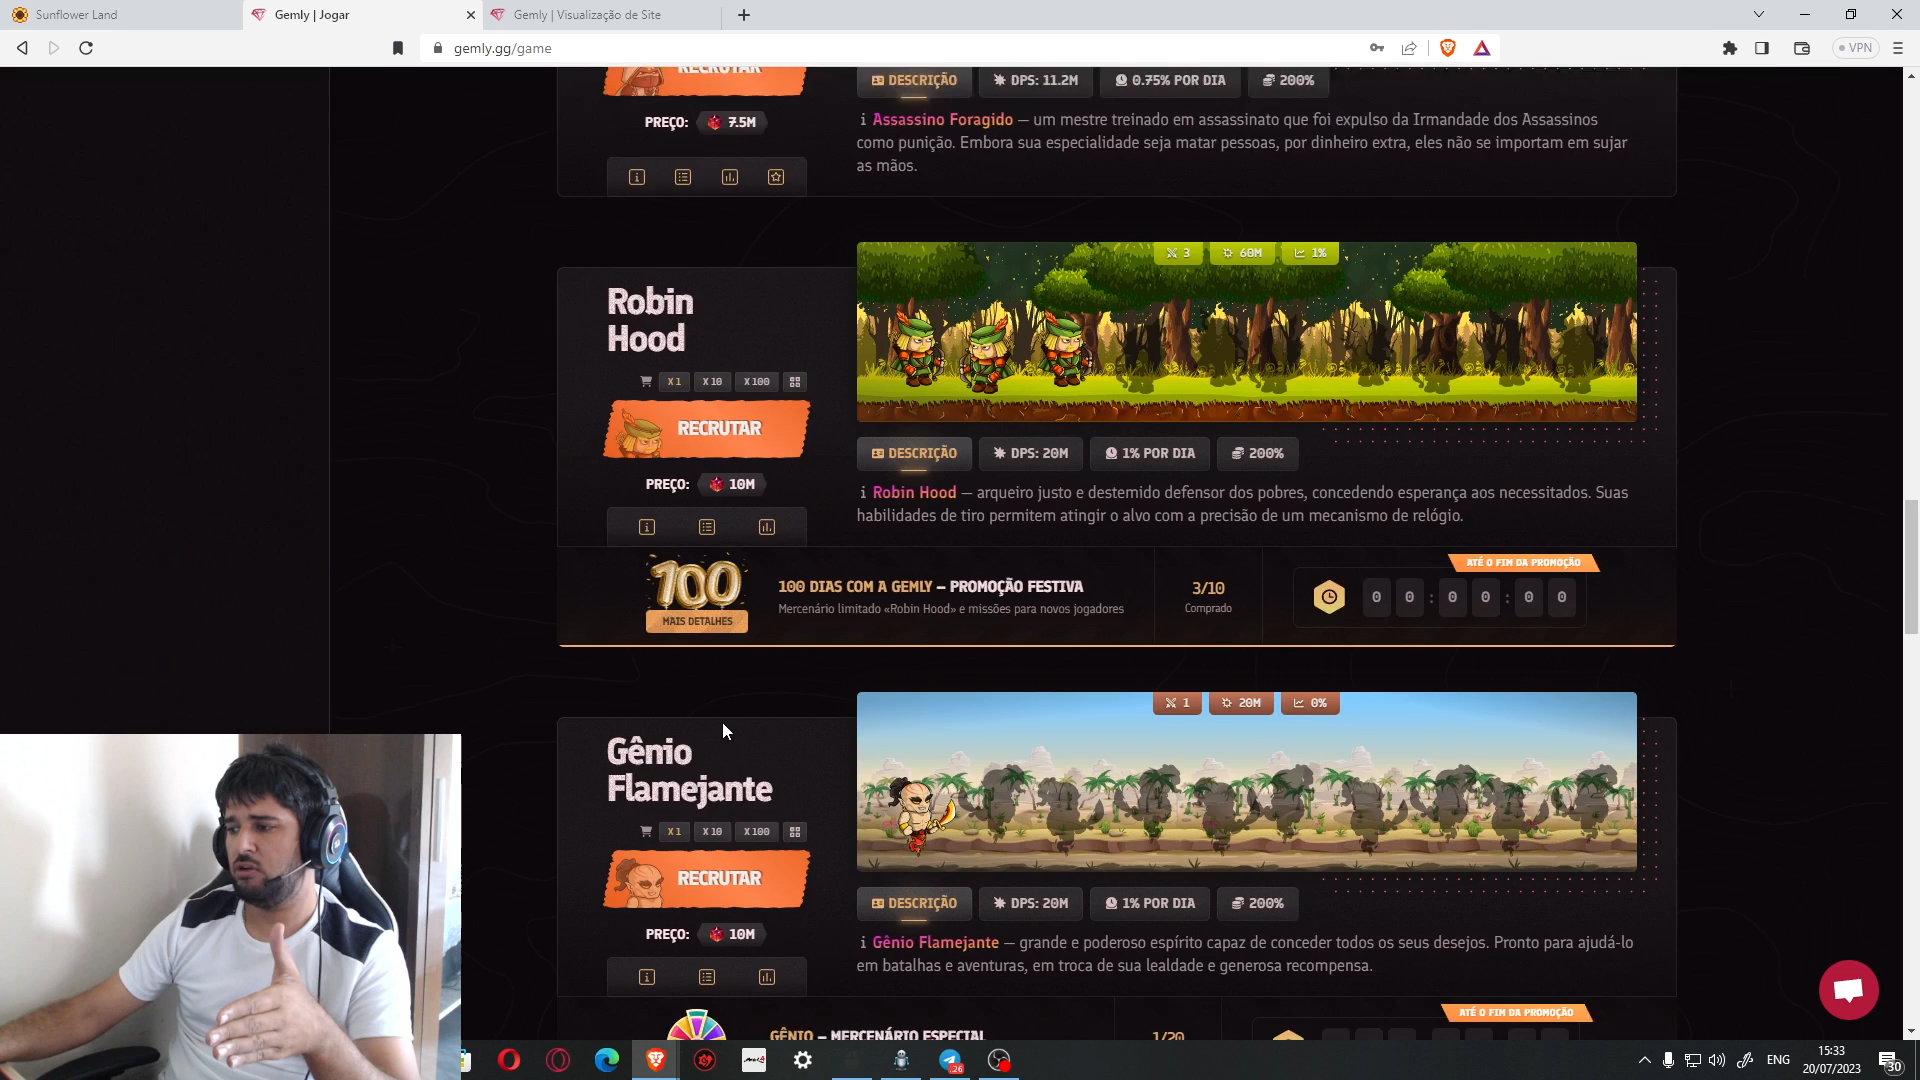 Sunflower Land
Gemly | Jogar
Gemly | Visualização de Site
gemly.gg/game
VPN
RECRUTAR
DESCRIÇÃO
DPS: 11.2M
0.75% POR DIA
200%
PREÇO:
7.5M
Assassino Foragido — um mestre treinado em assassinato que foi expulso da Irmandade dos Assassinos
como punição. Embora sua especialidade seja matar pessoas, por dinheiro extra, eles não se importam em sujar
as mãos.
3
60M
1%
Robin
Hood
X1
X10
X100
RECRUTAR
PREÇO:
10M
DESCRIÇÃO
DPS: 20M
1% POR DIA
200%
Robin Hood — arqueiro justo e destemido defensor dos pobres, concedendo esperança aos necessitados. Suas
habilidades de tiro permitem atingir o alvo com a precisão de um mecanismo de relógio.
100
MAIS DETALHES
100 DIAS COM A GEMLY – PROMOÇÃO FESTIVA
Mercenário limitado «Robin Hood» e missões para novos jogadores
3/10
Comprado
ATÉ O FIM DA PROMOÇÃO
0 0 : 0 0 : 0 0
1
20M
0%
Gênio
Flamejante
X1
X10
X100
RECRUTAR
PREÇO:
10M
DESCRIÇÃO
DPS: 20M
1% POR DIA
200%
Gênio Flamejante — grande e poderoso espírito capaz de conceder todos os seus desejos. Pronto para ajudá-lo
em batalhas e aventuras, em troca de sua lealdade e generosa recompensa.
GÊNIO – MERCENÁRIO ESPECIAL
1/20
ATÉ O FIM DA PROMOÇÃO
26
ENG
15:33
20/07/2023
30